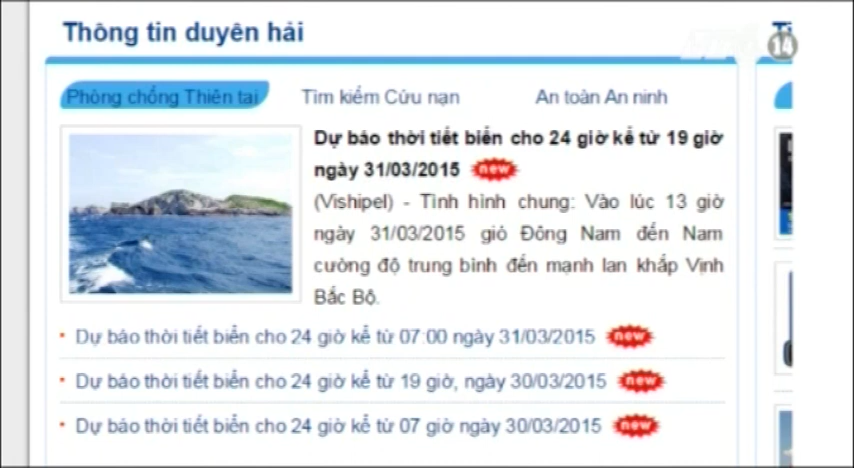 Thông tin duyên hải
14
Phòng chống Thiên tai
Tìm kiếm Cứu nạn
An toàn An ninh
Dự báo thời tiết biển cho 24 giờ kể từ 19 giờ
ngày 31/03/2015 new
(Vishipel) - Tình hình chung: Vào lúc 13 giờ
ngày 31/03/2015 gió Đông Nam đến Nam
cường độ trung bình đến mạnh lan khắp Vịnh
Bắc Bộ.
Dự báo thời tiết biển cho 24 giờ kể từ 07:00 ngày 31/03/2015 new
Dự báo thời tiết biển cho 24 giờ kể từ 19 giờ, ngày 30/03/2015 new
Dự báo thời tiết biển cho 24 giờ kể từ 07 giờ ngày 30/03/2015 new